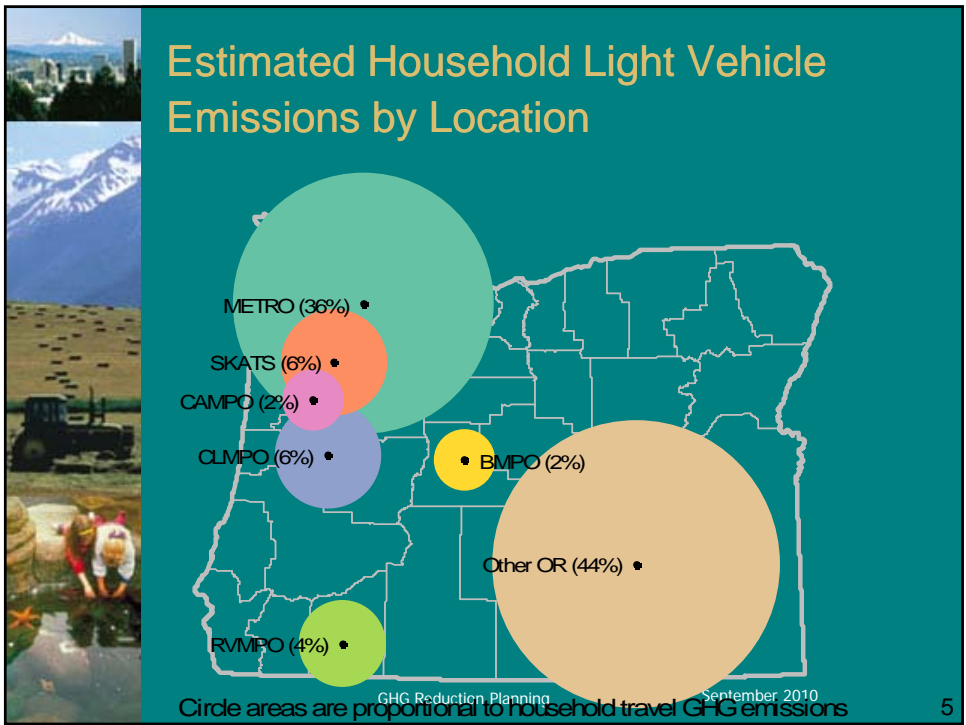 Estimated Household Light Vehicle
Emissions by Location
METRO (36%)
SKATS (6%)
CAMPO (2%)
CLMPO (6%)
BMPO (2%)
Other OR (44%)
RVMPO (4%)
GHG Reduction Planning
September 2010
Circle areas are proportional to household travel GHG emissions
5